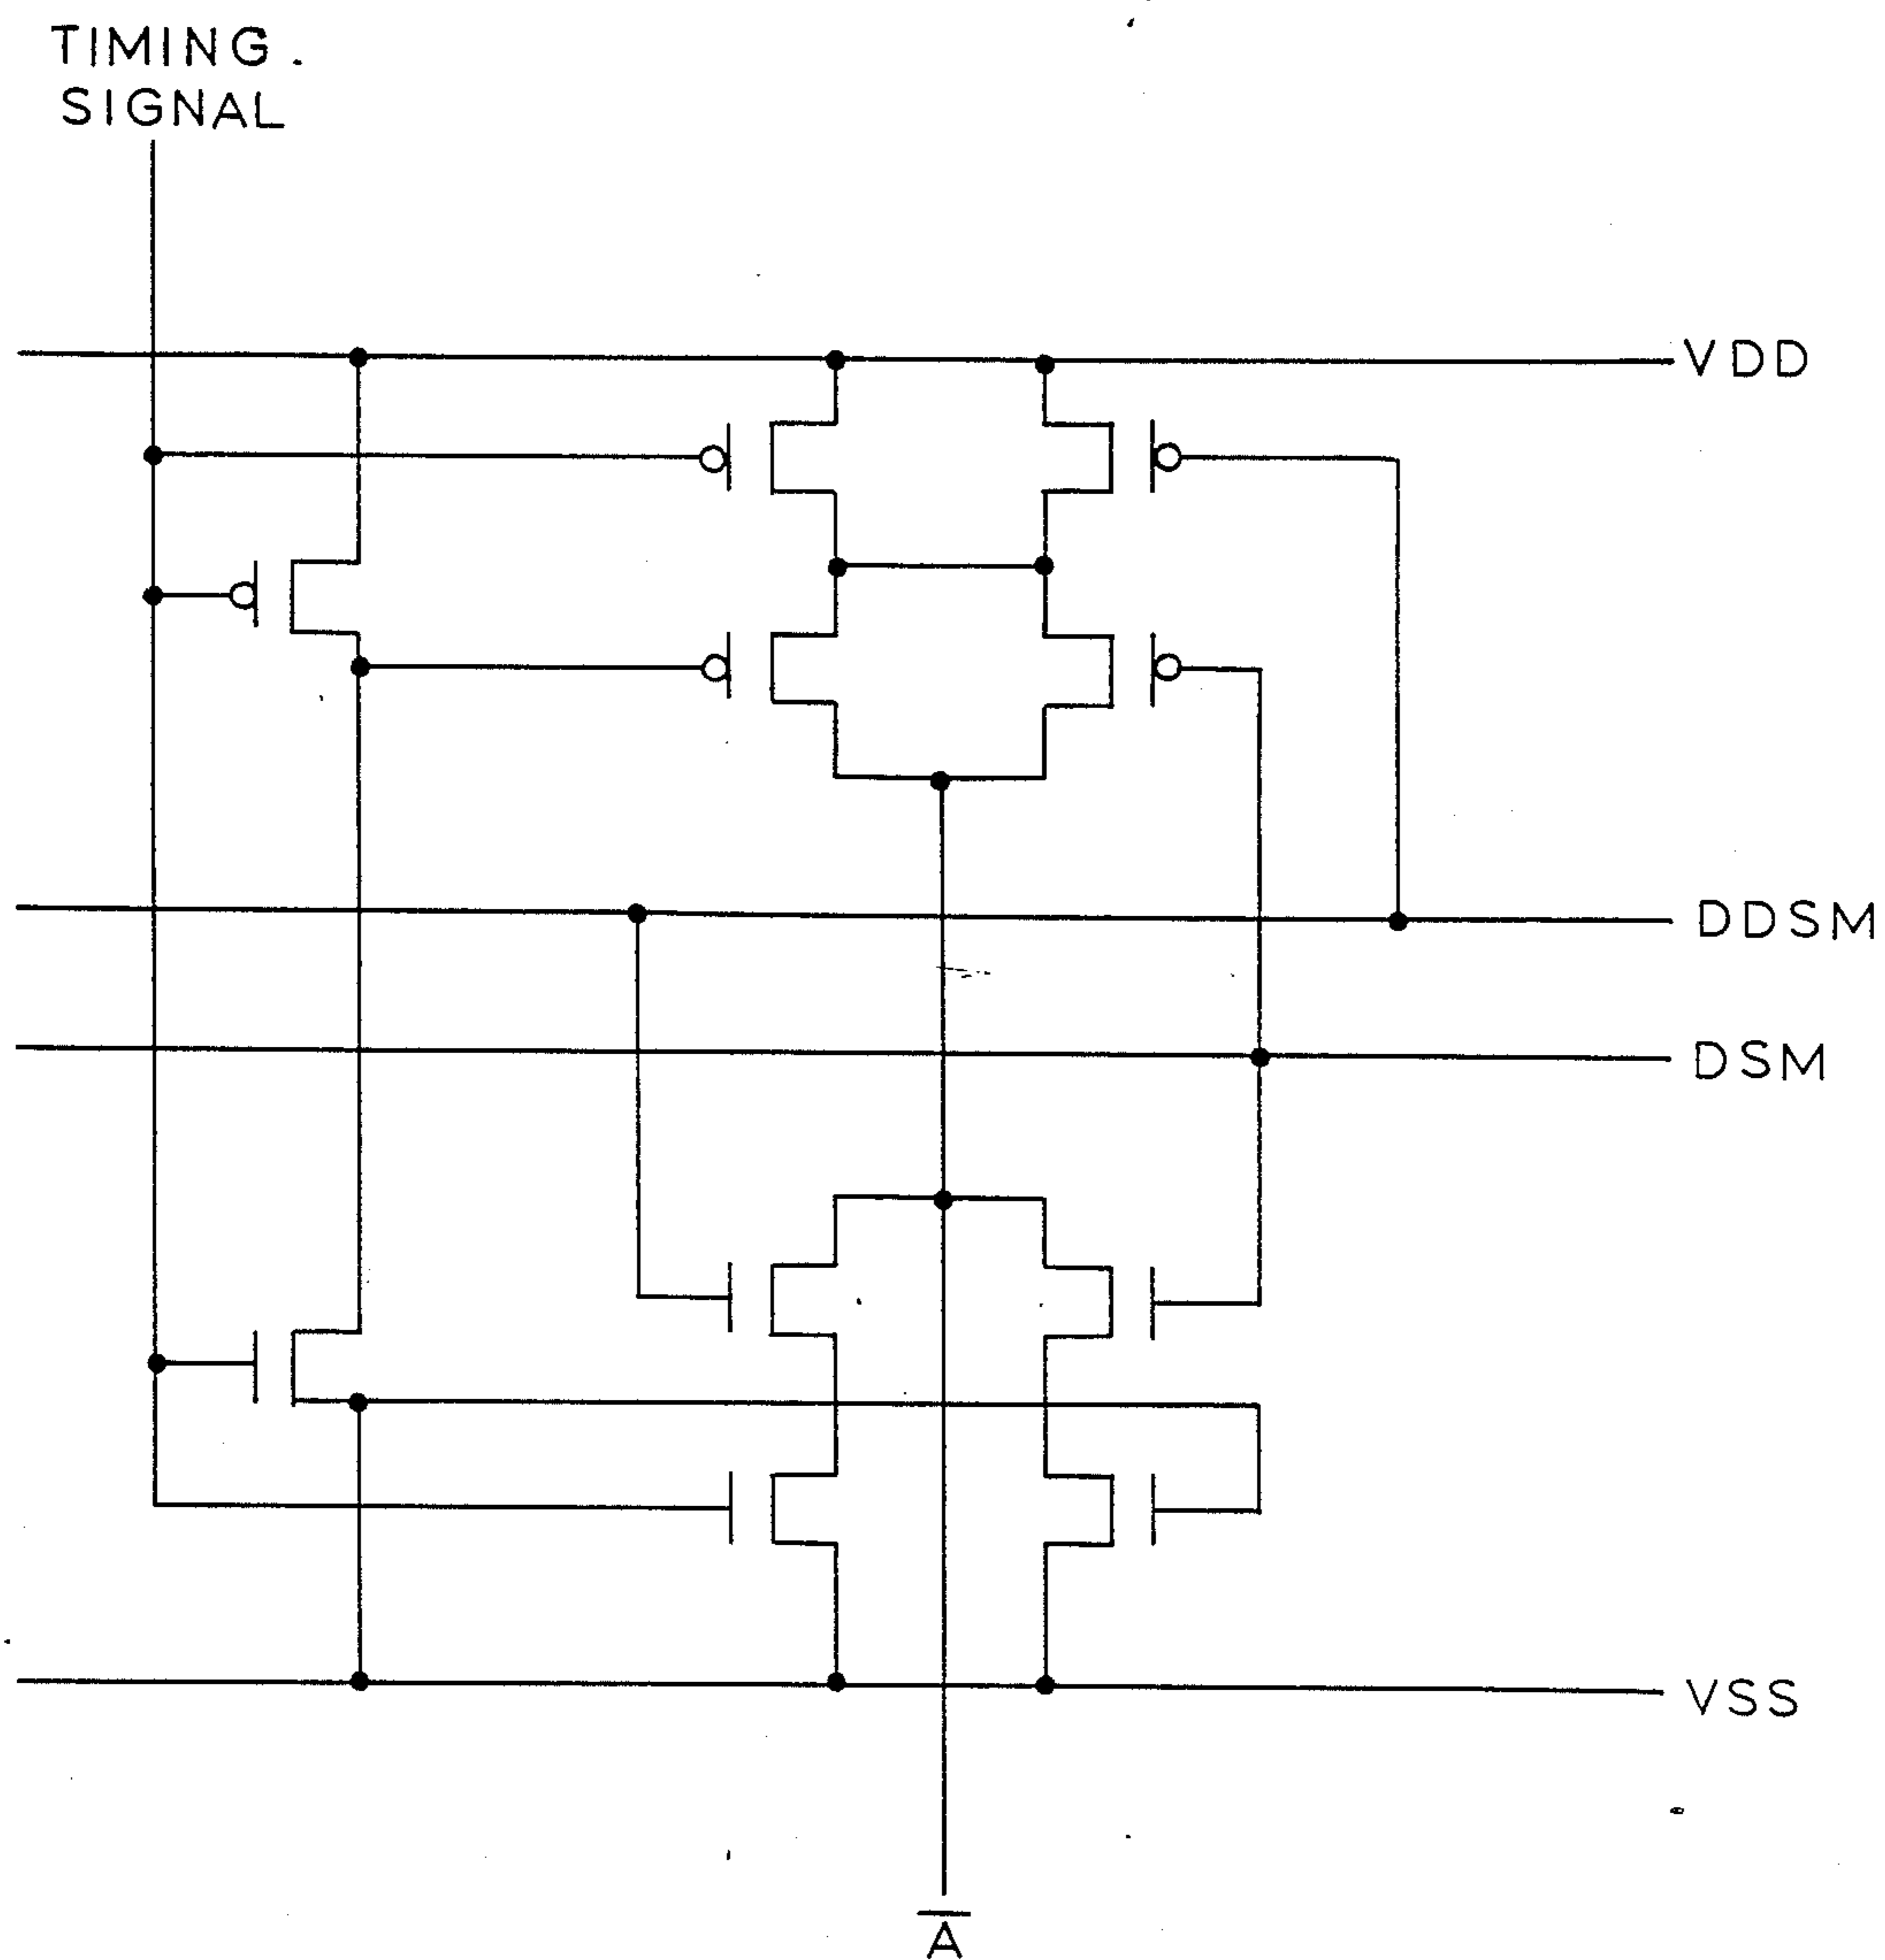 TIMING.
SIGNAL
VDD
DDSM
DSM
VSS
A̅